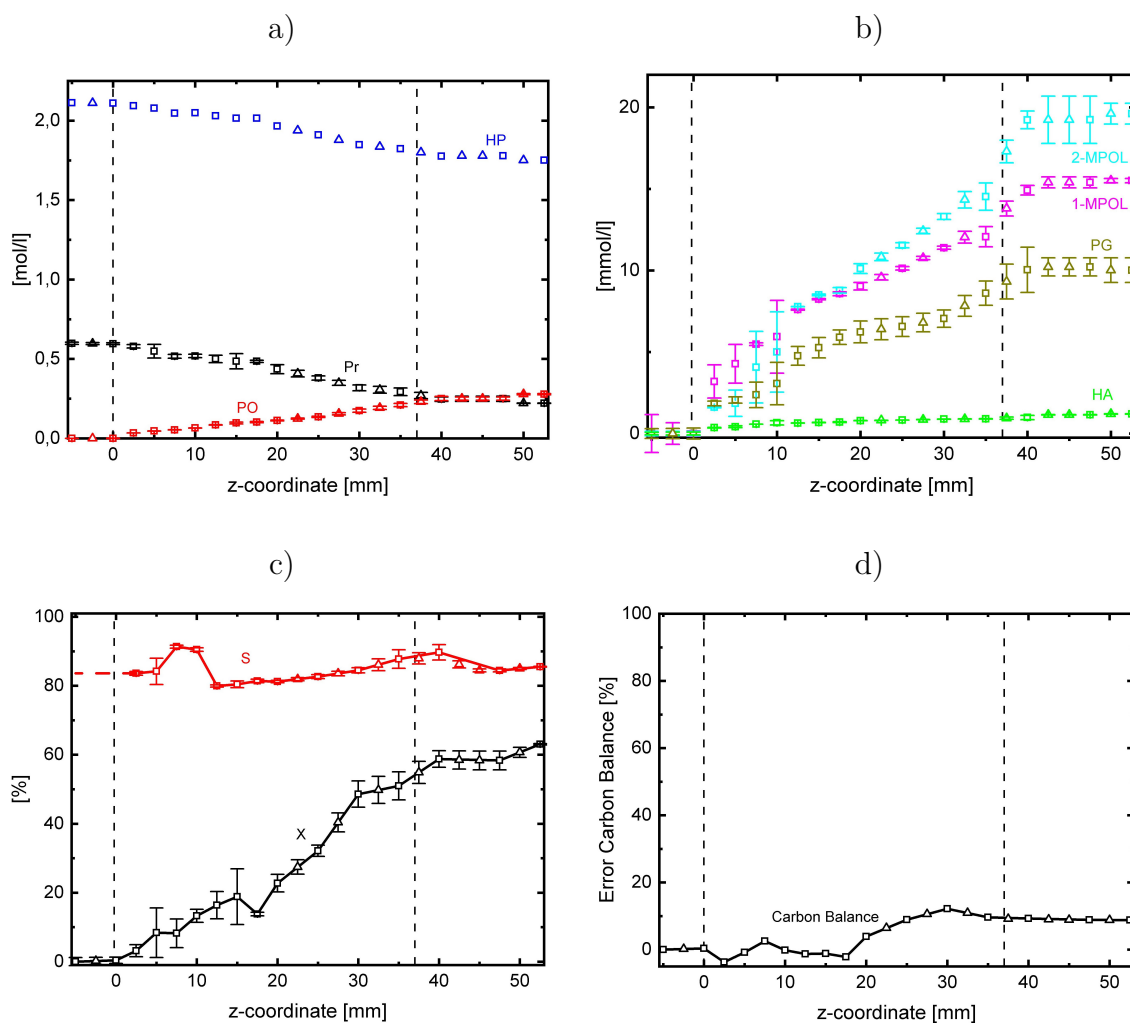 a)
b)
2.0
1.5
1.0
0.5
0.0
[mol/l]
HP
Pr
PO
0
10
20
30
40
50
z-coordinate [mm]
20
10
0
[mmol/l]
2-MPOL
1-MPOL
PG
HA
0
10
20
30
40
50
z-coordinate [mm]
c)
d)
100
80
60
40
20
0
[%]
S
X
0
10
20
30
40
50
z-coordinate [mm]
100
80
60
40
20
0
Error Carbon Balance [%]
Carbon Balance
0
10
20
30
40
50
z-coordinate [mm]